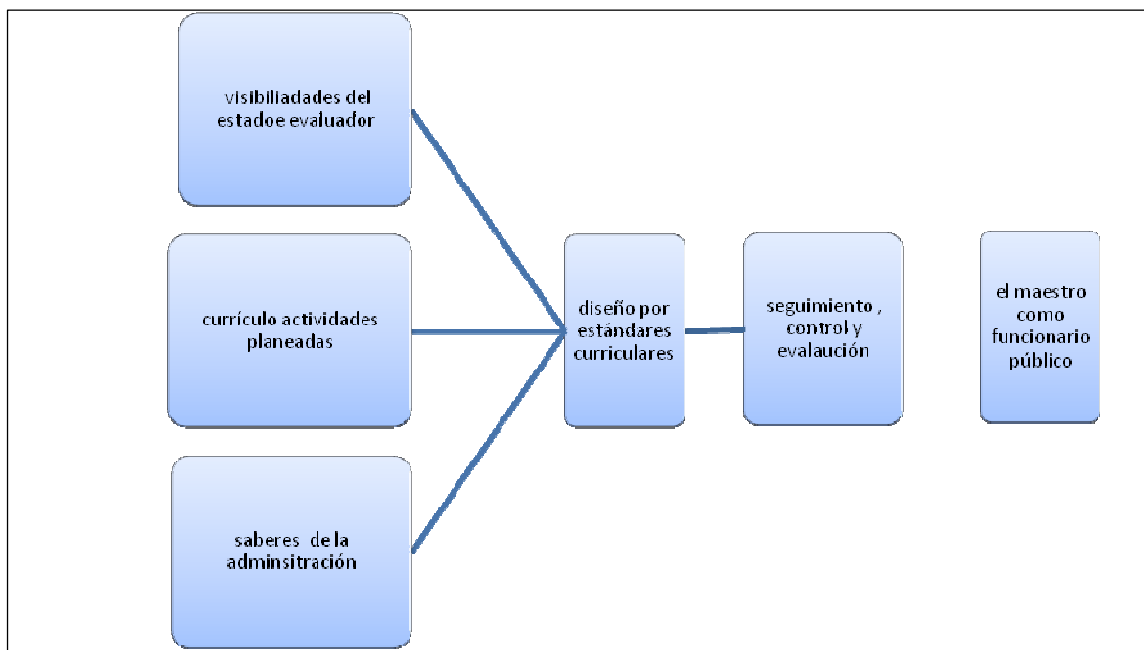 visibiliadades del
estadoe evaluador
currículo actividades
planeadas
saberes de la
adminsitración
diseño por
estándares
curriculares
seguimiento ,
control y
evalaución
el maestro
como
funcionario
público